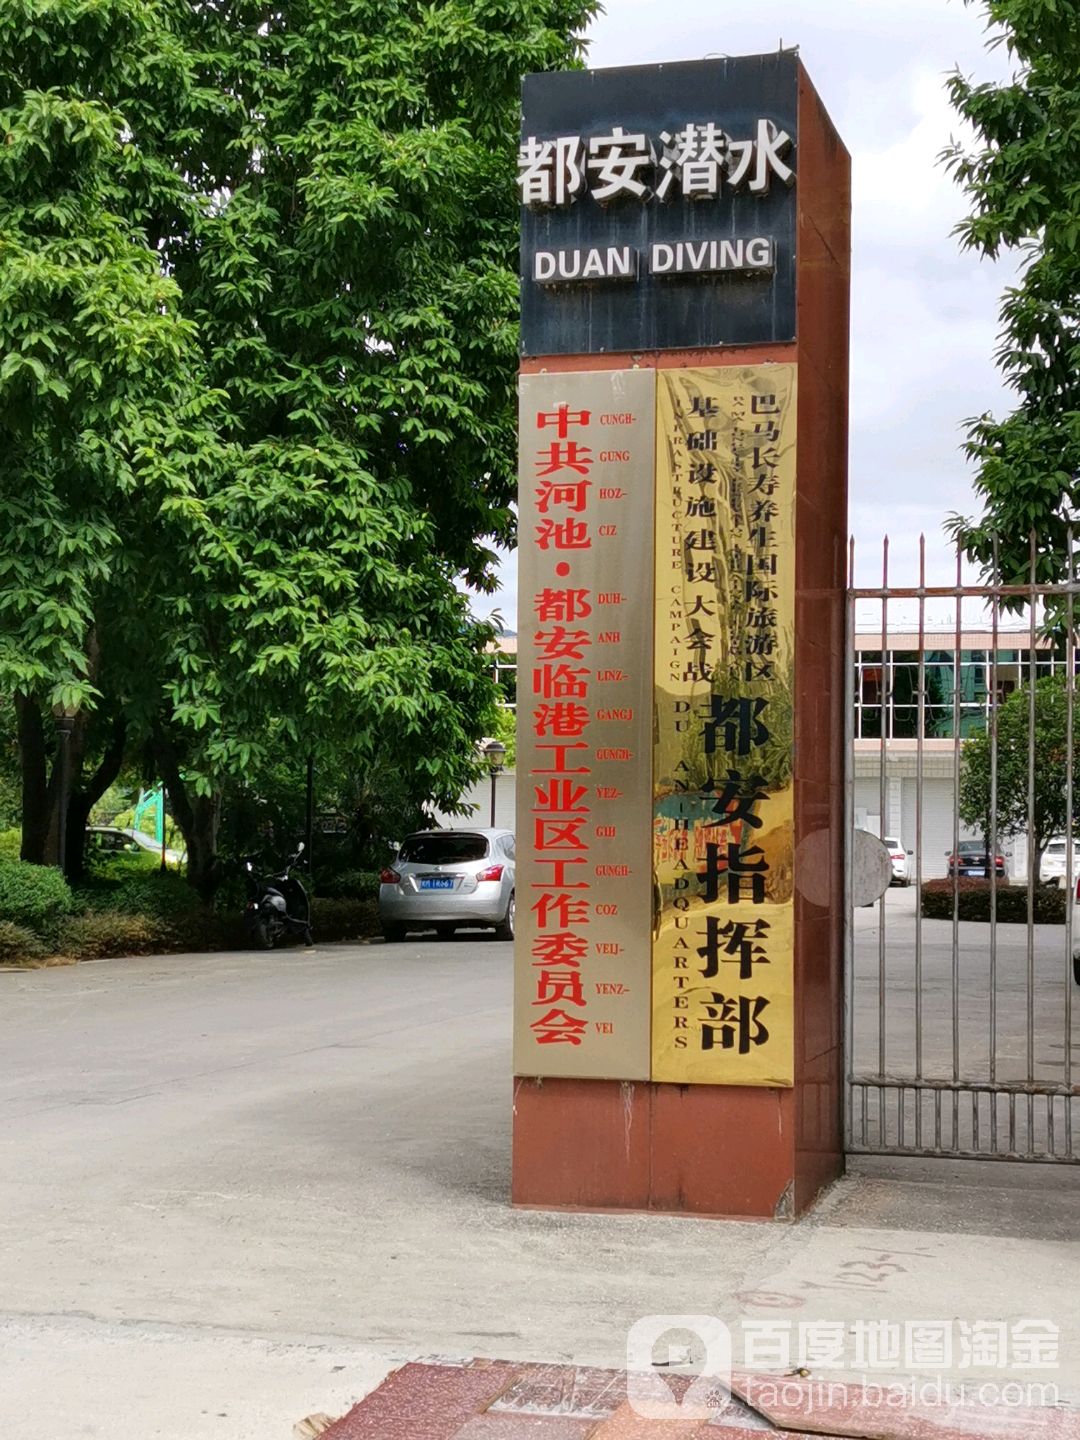 都安潜水
DUAN DIVING
中共河池·都安临港工业区工作委员会
CUNGH-
GUNG
HOZ-
CIZ
DUH-
ANH
LINZ-
GANGJ
GUNGH-
YEZ-
GIH
GUNGH-
COZ
VEIJ-
YENZ-
VEI
巴马长寿养生国际旅游区
基础设施建设大会战
都安指挥部
INFRASTRUCTURE CAMPAIGN DU AN HEADQUARTERS
1123-1
百度地图淘金
taojin.baidu.com